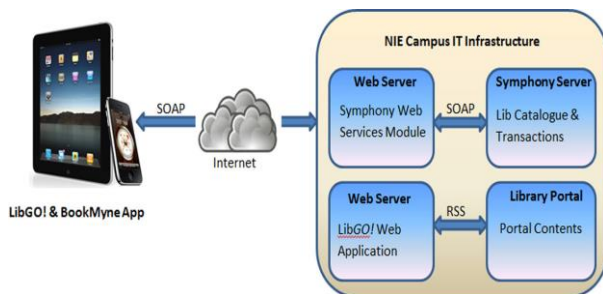 NIE Campus IT Infrastructure
Web Server
Symphony Web
Services Module
SOAP
Symphony Server
Lib Catalogue &
Transactions
SOAP
Internet
LibGO! & BookMyne App
Web Server
LibGO! Web
Application
RSS
Library Portal
Portal Contents